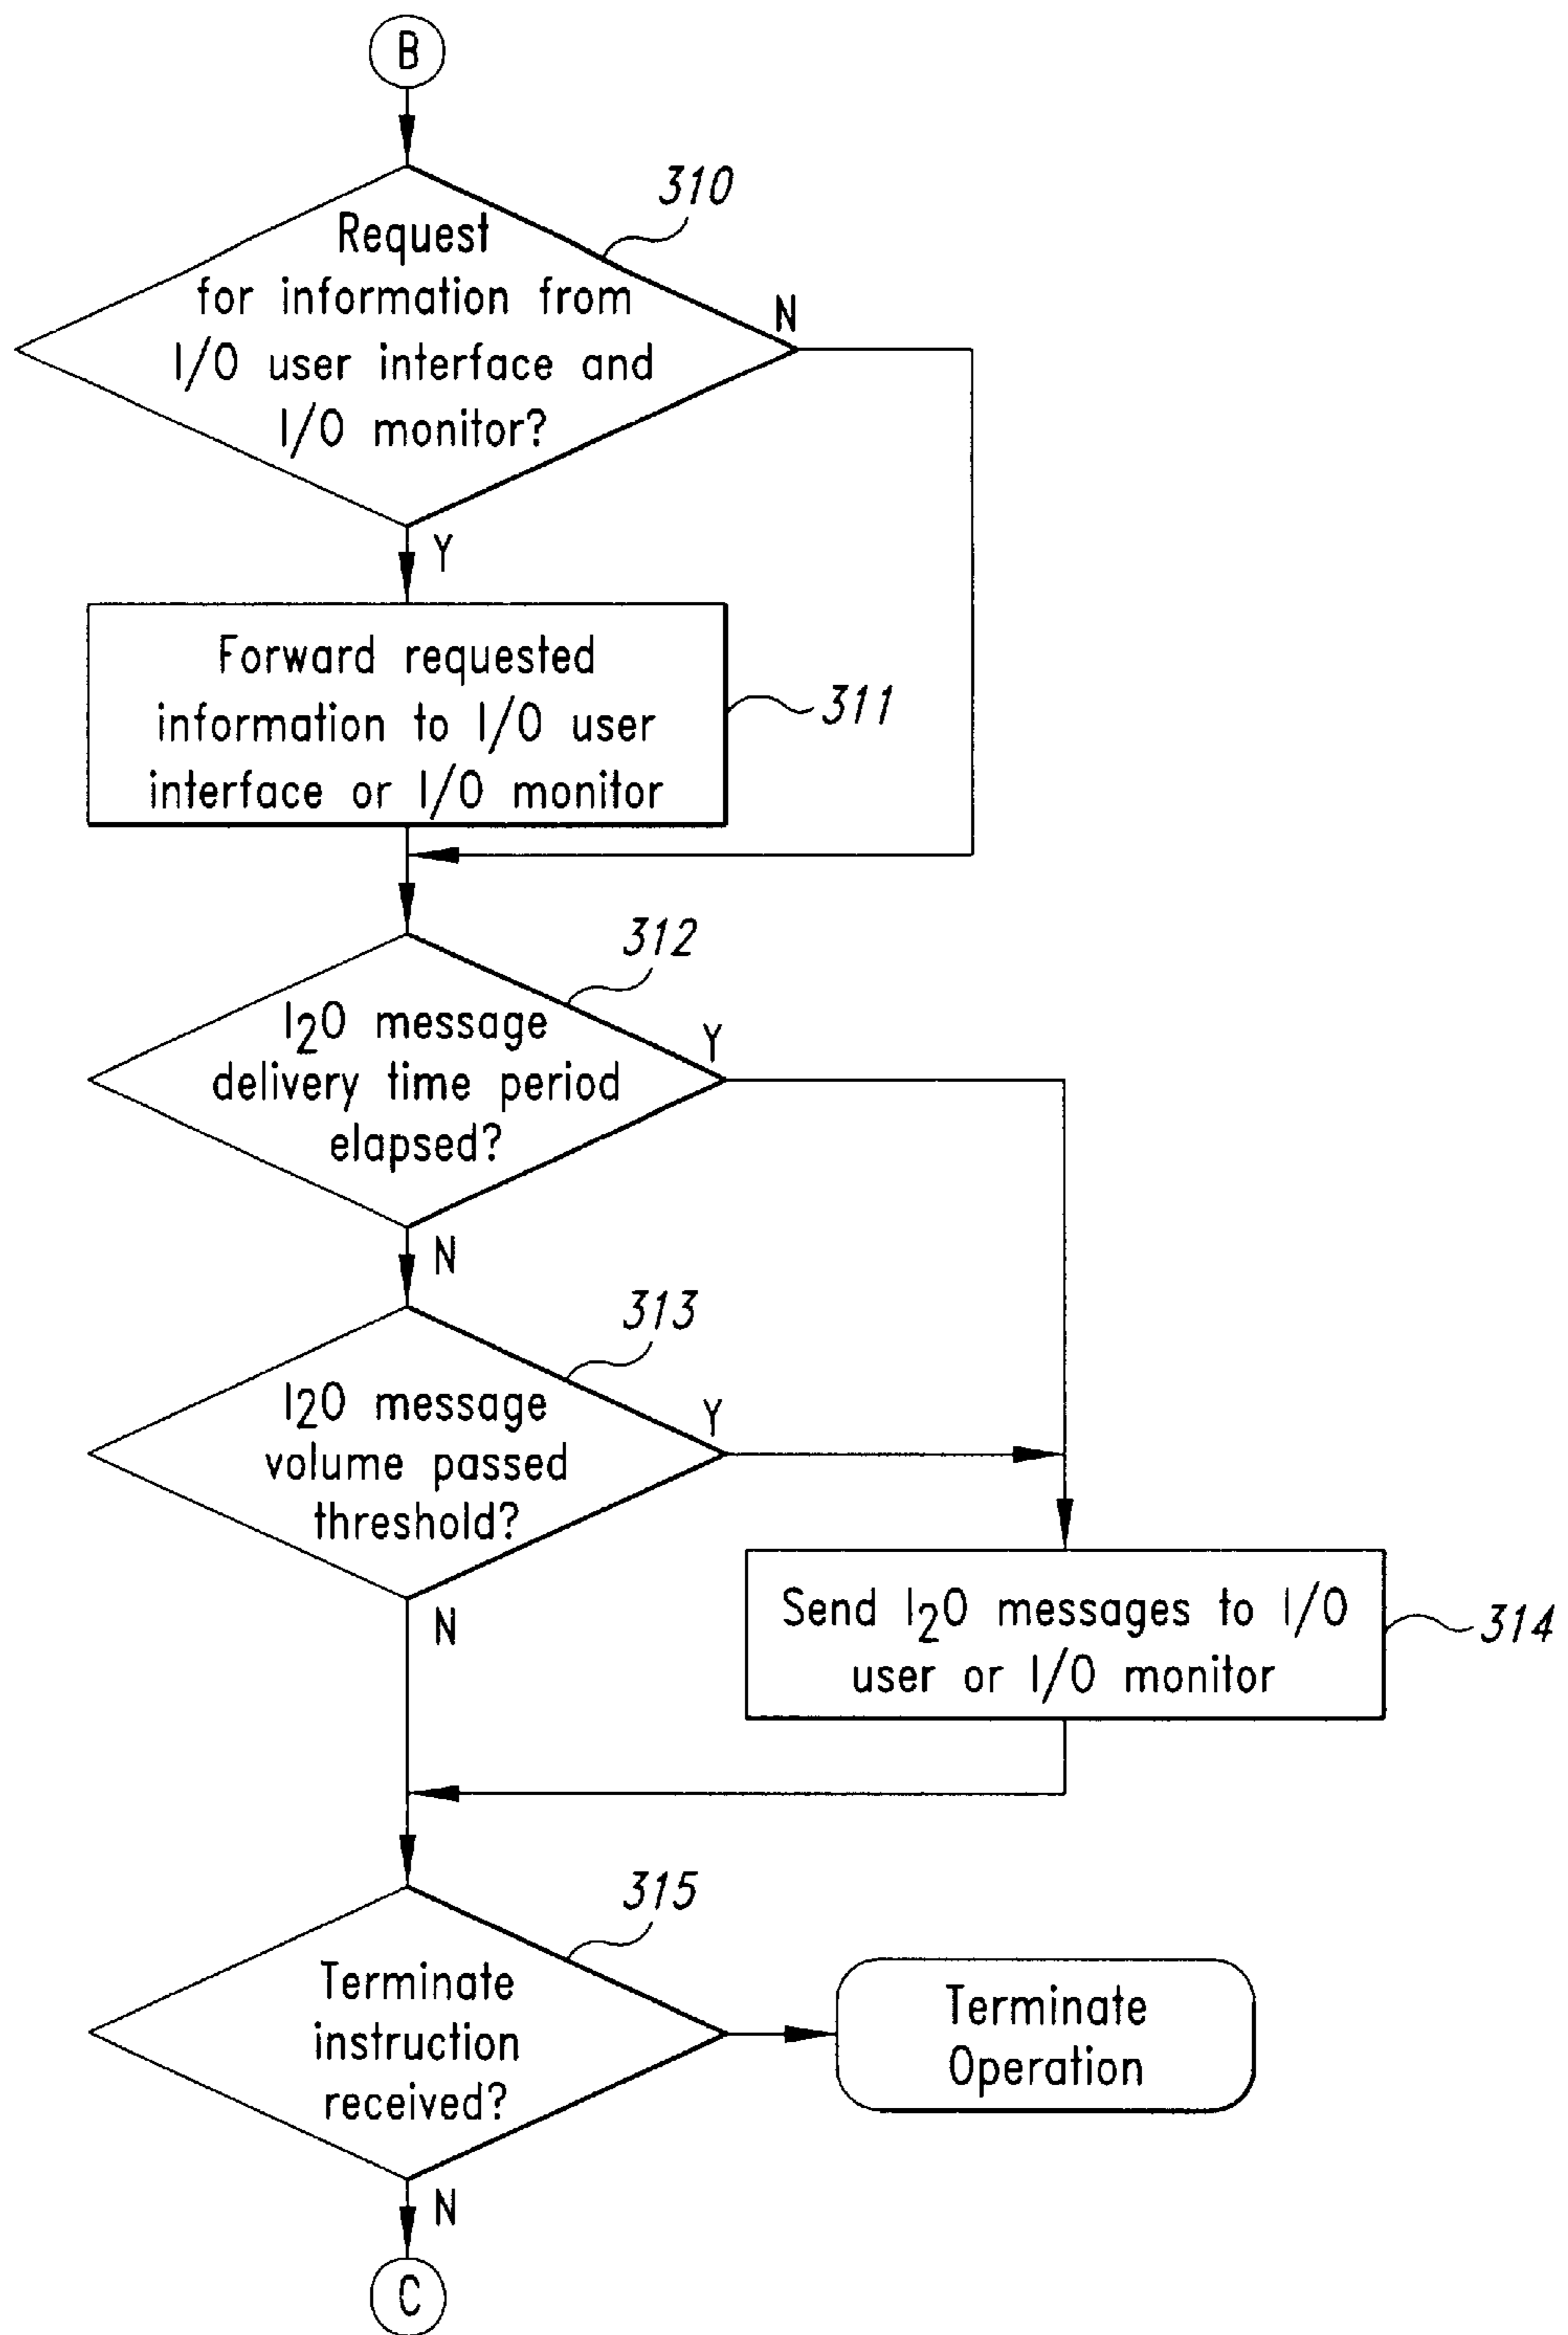 B
310
Request
for information from
I/O user interface and
I/O monitor?
N
Y
Forward requested
information to I/O user
interface or I/O monitor
311
312
I₂O message
delivery time period
elapsed?
Y
N
313
I₂O message
volume passed
threshold?
Y
N
Send I₂O messages to I/O
user or I/O monitor
314
315
Terminate
instruction
received?
Terminate
Operation
N
C